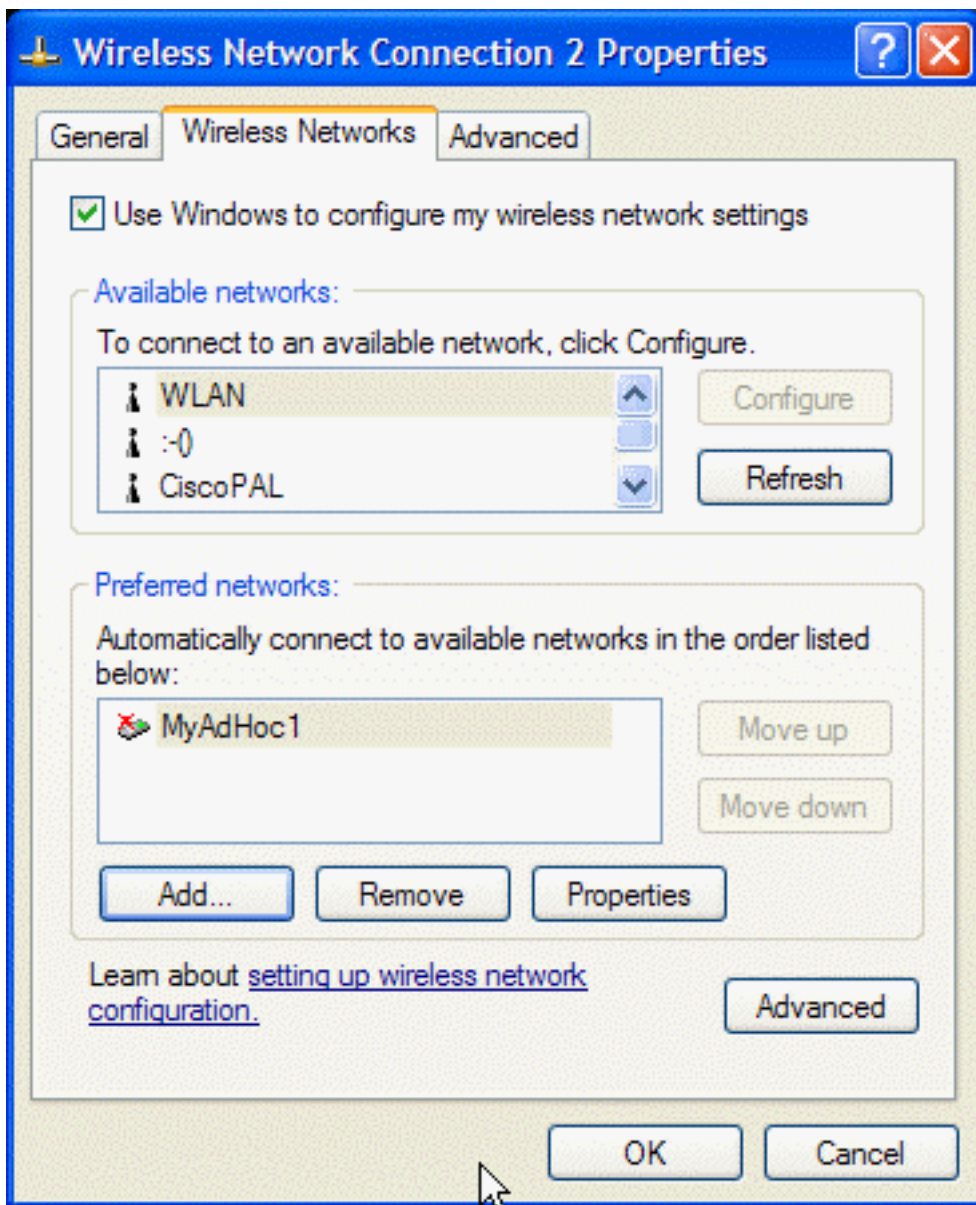 Wireless Network Connection 2 Properties
?
General
Wireless Networks
Advanced
Use Windows to configure my wireless network settings
Available networks:
To connect to an available network, click Configure.
WLAN
:-()
CiscoPAL
Configure
Refresh
Preferred networks:
Automatically connect to available networks in the order listed
below:
MyAdHoc1
Move up
Move down
Add...
Remove
Properties
Learn about setting up wireless network
configuration.
Advanced
OK
Cancel